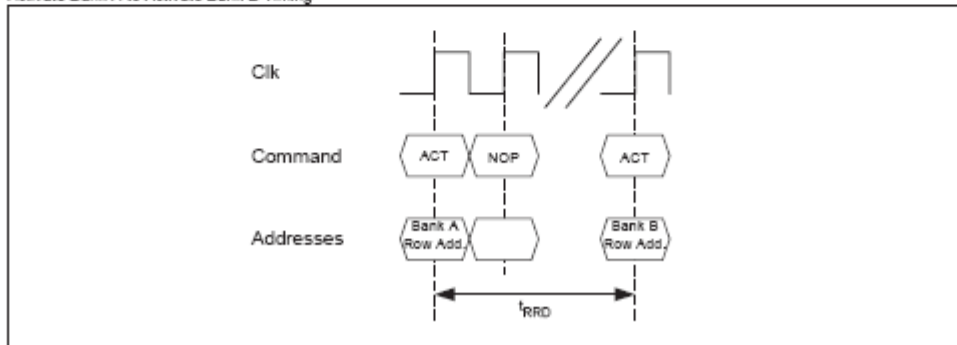 Clk
Command
ACT
NOP
ACT
Addresses
Bank A
Row Add.
Bank B
Row Add.
tRRD